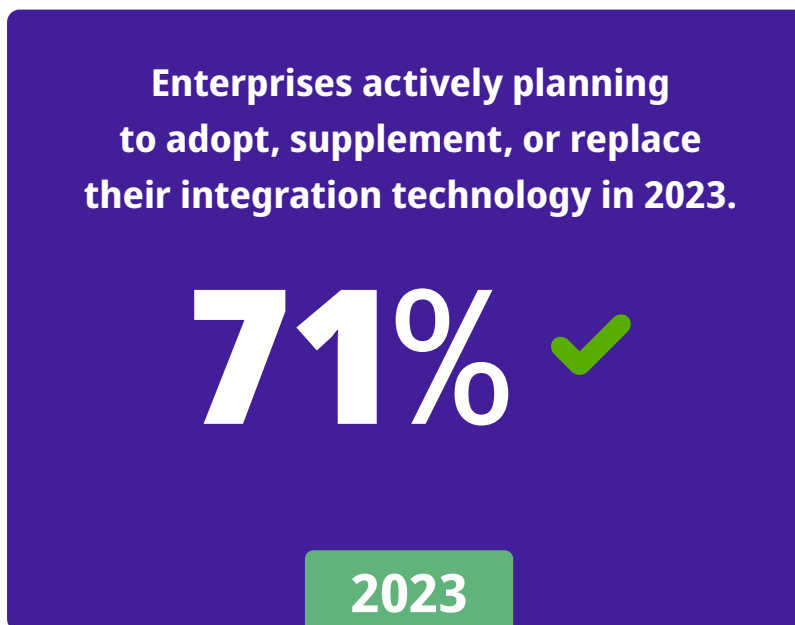 Enterprises actively planning
to adopt, supplement, or replace
their integration technology in 2023.
71%
2023